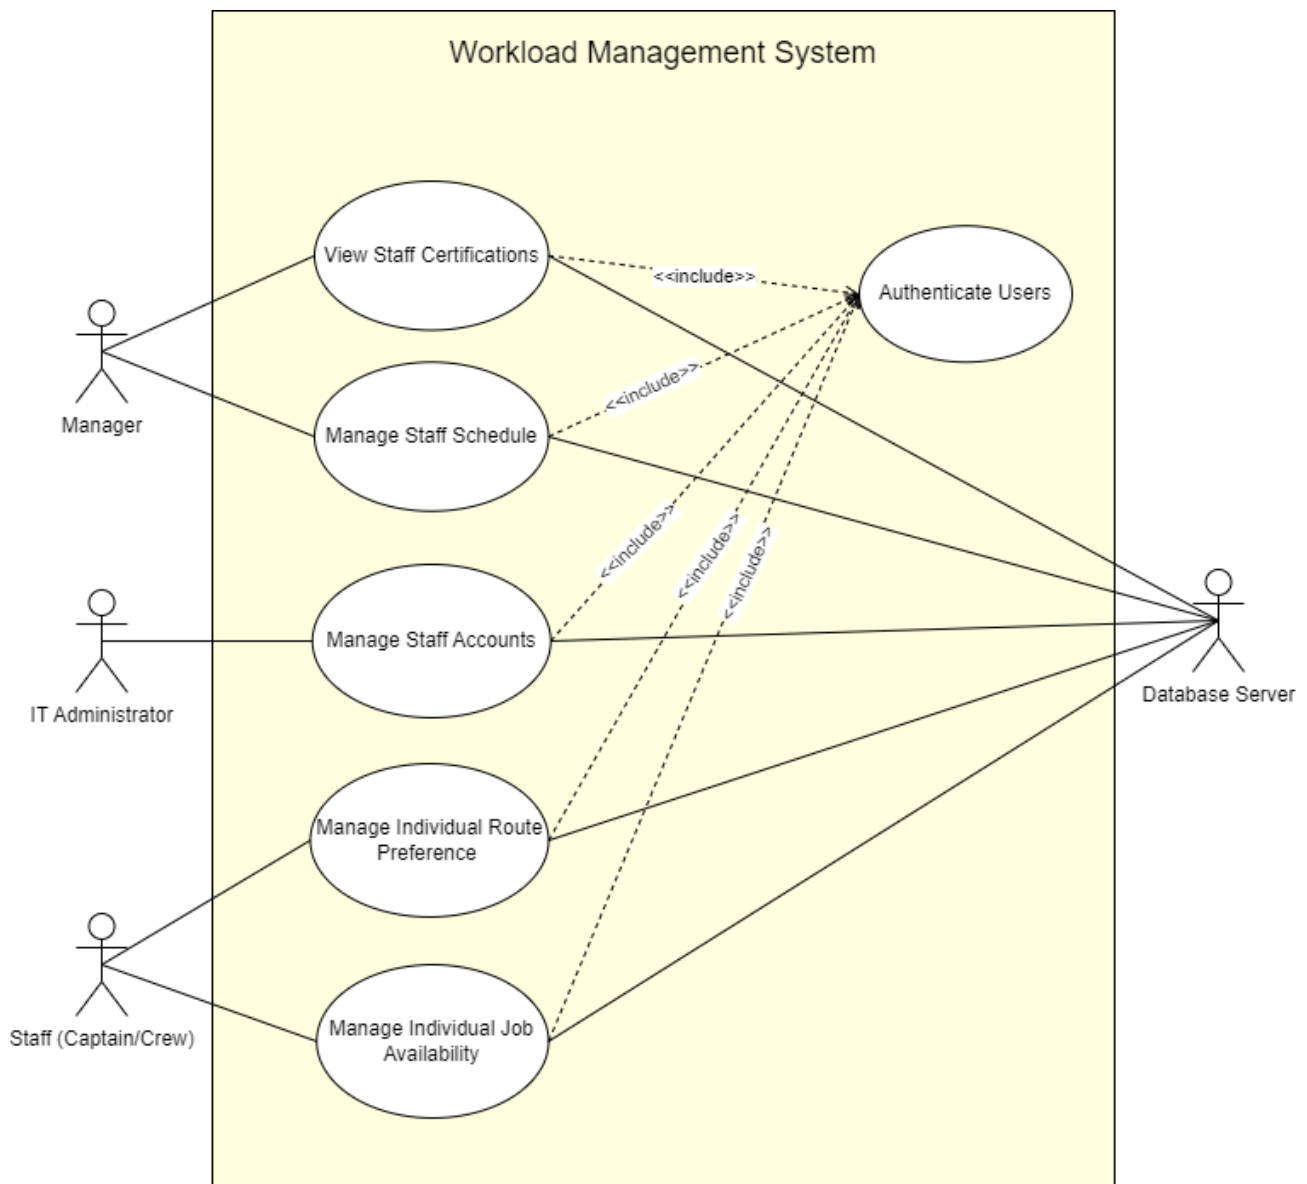 Workload Management System
View Staff Certifications
<<include>>
Authenticate Users
Manager
<<include>>
Manage Staff Schedule
<<include>>
<<include>>
<<include>>
Manage Staff Accounts
IT Administrator
Database Server
Manage Individual Route
Preference
Staff (Captain/Crew)
Manage Individual Job
Availability